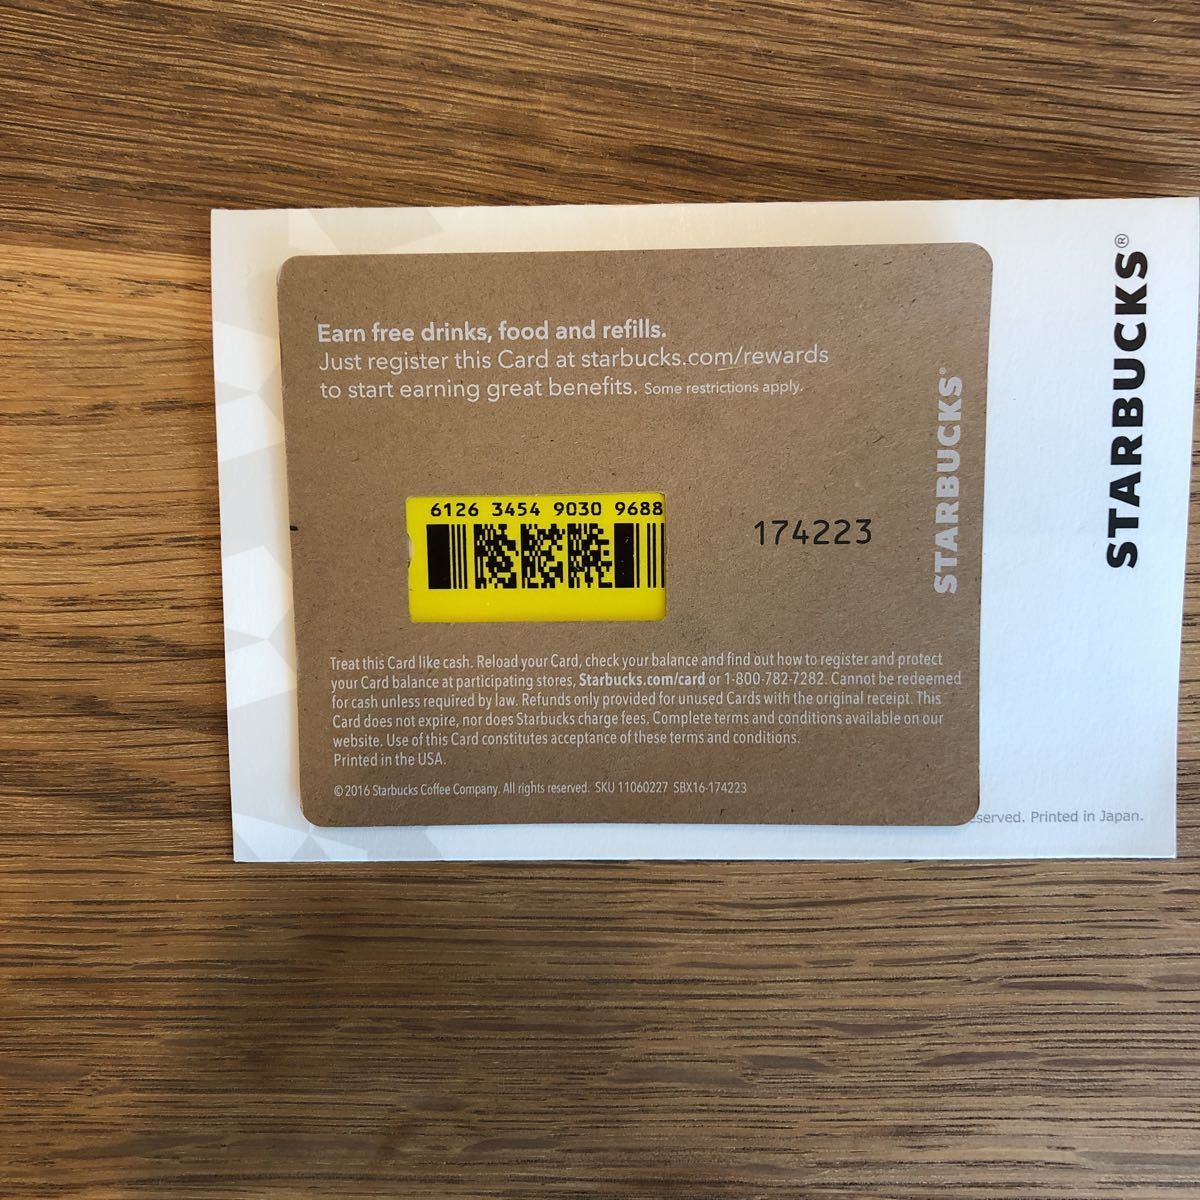 Earn free drinks, food and refills.
Just register this Card at starbucks.com/rewards
to start earning great benefits. Some restrictions apply.
6126 3454 9030 9688
174223
STARBUCKS®
STARBUCKS®
Treat this Card like cash. Reload your Card, check your balance and find out how to register and protect
your Card balance at participating stores, Starbucks.com/card or 1-800-782-7282. Cannot be redeemed
for cash unless required by law. Refunds only provided for unused Cards with the original receipt. This
Card does not expire, nor does Starbucks charge fees. Complete terms and conditions available on our
website. Use of this Card constitutes acceptance of these terms and conditions.
Printed in the USA.
© 2016 Starbucks Coffee Company. All rights reserved. SKU 11060227 SBX16-174223
served. Printed in Japan.